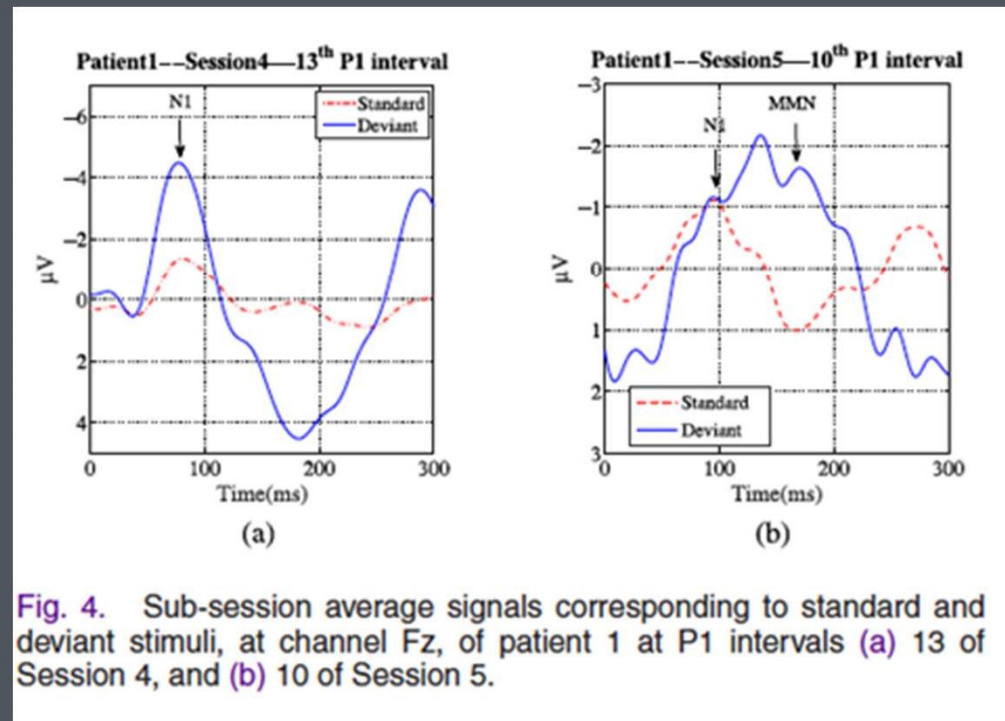 Patient1--Session4—13th P1 interval
N1
Standard
Deviant
−6
−4
−2
0
2
4
μV
0 100 200 300
Time(ms)
(a)
Patient1--Session5—10th P1 interval
MMN
N1
−3
−2
−1
0
1
2
3
μV
Standard
Deviant
0 100 200 300
Time(ms)
(b)
Fig. 4. Sub-session average signals corresponding to standard and
deviant stimuli, at channel Fz, of patient 1 at P1 intervals (a) 13 of
Session 4, and (b) 10 of Session 5.